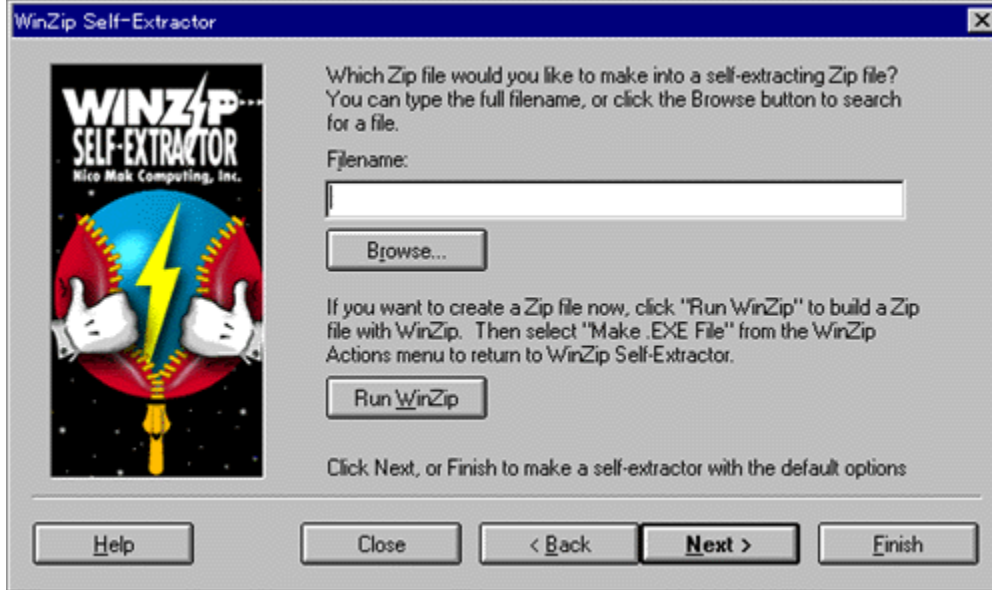 WinZip Self-Extractor
WINZIP
SELF-EXTRACTOR
Nico Mak Computing, Inc.
Which Zip file would you like to make into a self-extracting Zip file?
You can type the full filename, or click the Browse button to search
for a file.
Filename:
Browse...
If you want to create a Zip file now, click "Run WinZip" to build a Zip
file with WinZip.  Then select "Make .EXE File" from the WinZip
Actions menu to return to WinZip Self-Extractor.
Run WinZip
Click Next, or Finish to make a self-extractor with the default options
Help
Close
< Back
Next >
Finish